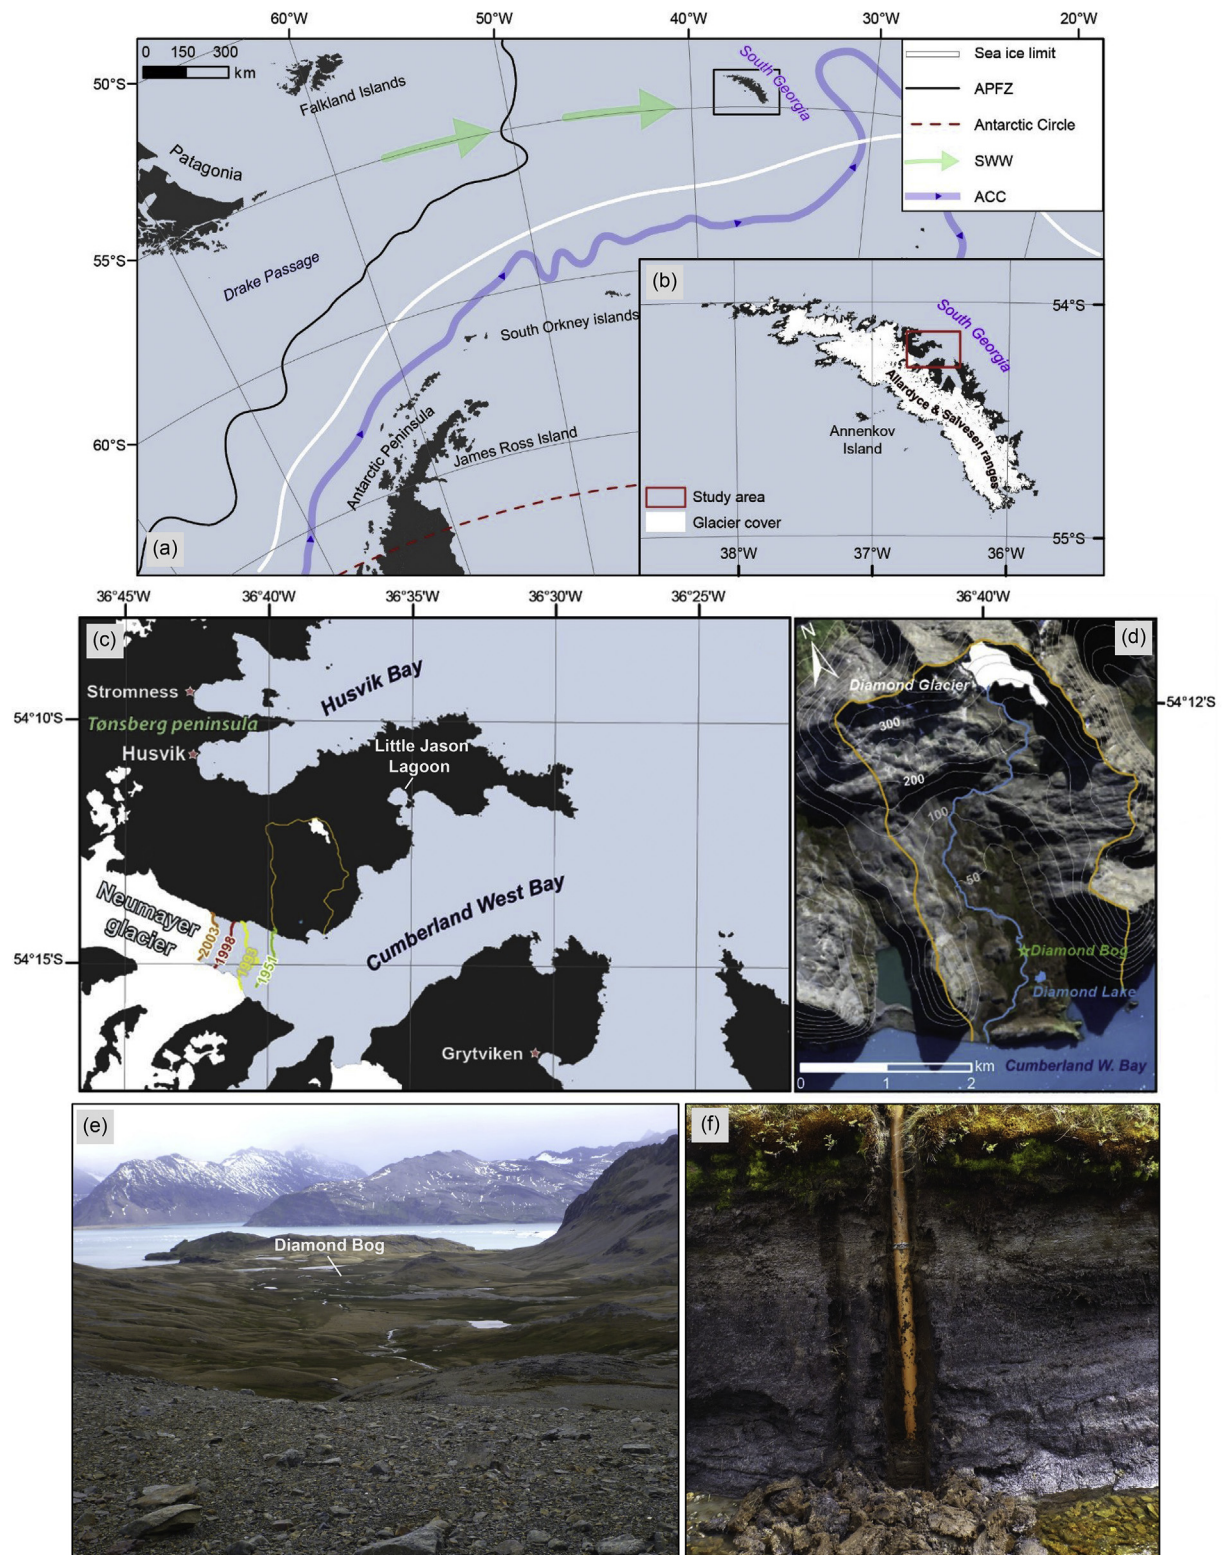 60°W
50°W
40°W
30°W
20°W
0 150 300
km
50°S
55°S
60°S
Falkland Islands
Patagonia
Drake Passage
South Georgia
South Orkney islands
Antarctic Peninsula
James Ross Island
(a)
Sea ice limit
APFZ
Antarctic Circle
SWW
ACC
(b)
54°S
South Georgia
Allardyce & Salvesen ranges
Annenkov
Island
Study area
Glacier cover
38°W
37°W
36°W
55°S
36°45'W
36°40'W
36°35'W
36°30'W
36°25'W
(c)
Stromness
54°10'S
Tønsberg peninsula
Husvik
Husvik Bay
Little Jason
Lagoon
Neumayer
glacier
2003
1998
1951
Cumberland West Bay
54°15'S
Grytviken
36°40'W
(d)
N
Diamond Glacier
54°12'S
300
200
100
50
Diamond Bog
Diamond Lake
km
0 1 2
Cumberland W. Bay
(e)
Diamond Bog
(f)